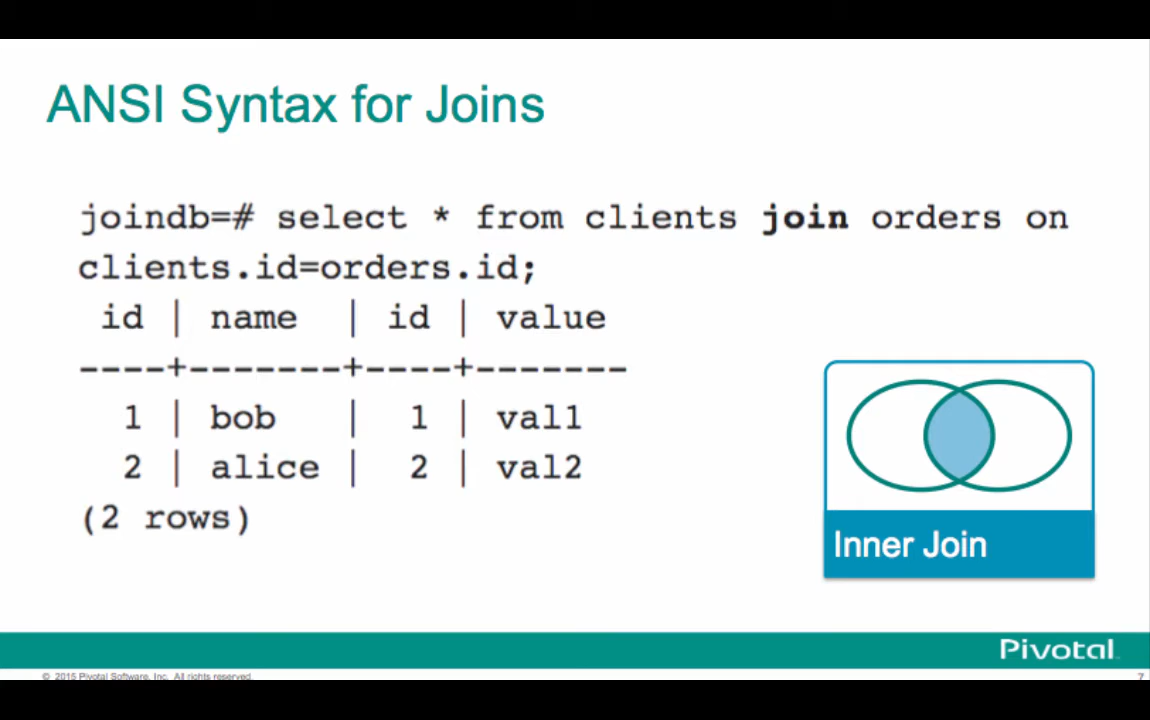 ANSI Syntax for Joins
joindb=# select * from clients join orders on
clients.id=orders.id;
 id | name  | id | value
----+-------+----+-------
  1 | bob   |  1 | val1
  2 | alice |  2 | val2
(2 rows)
Inner Join
Pivotal
© 2015 Pivotal Software, Inc. All rights reserved.
7